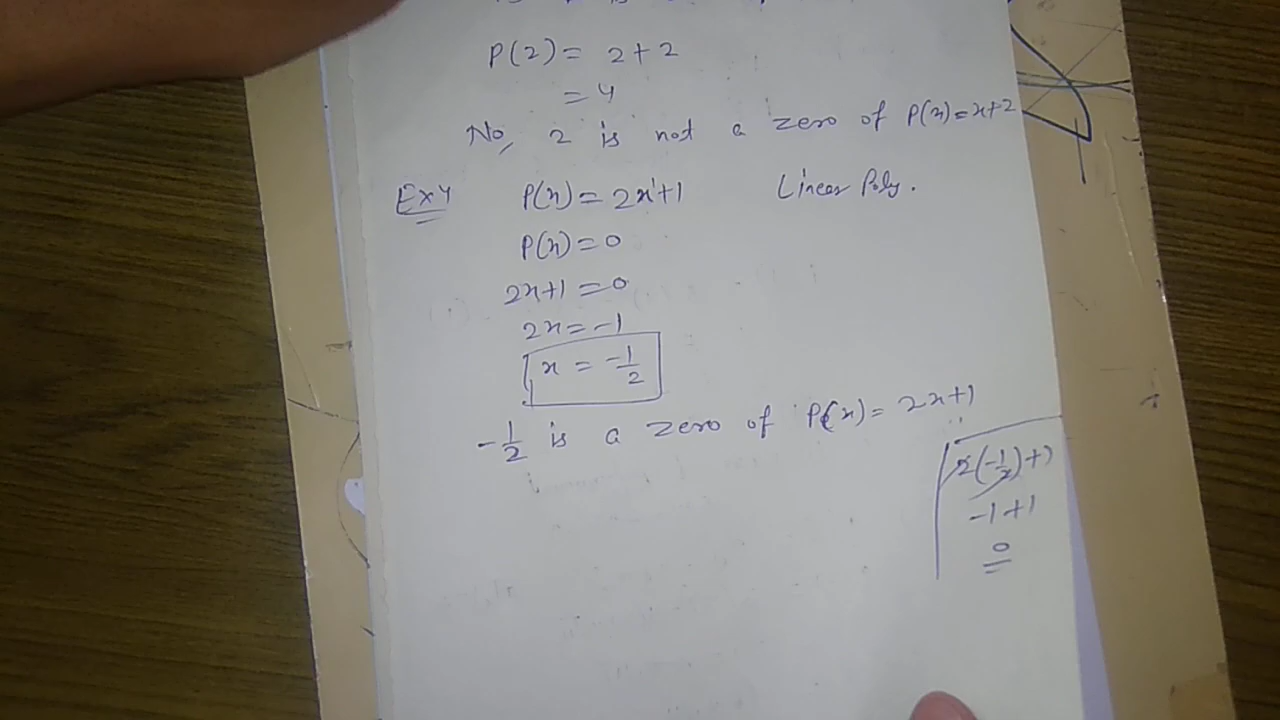 P(2) = 2+2
= 4
No, 2 is not a zero of P(x)=x+2
Ex 4 P(x) = 2x¹+1 Linear Poly.
P(x) = 0
2x+1 = 0
2x = -1
x = -1/2
-1/2 is a zero of P(x) = 2x+1
2(-1/2)+1
-1+1
0